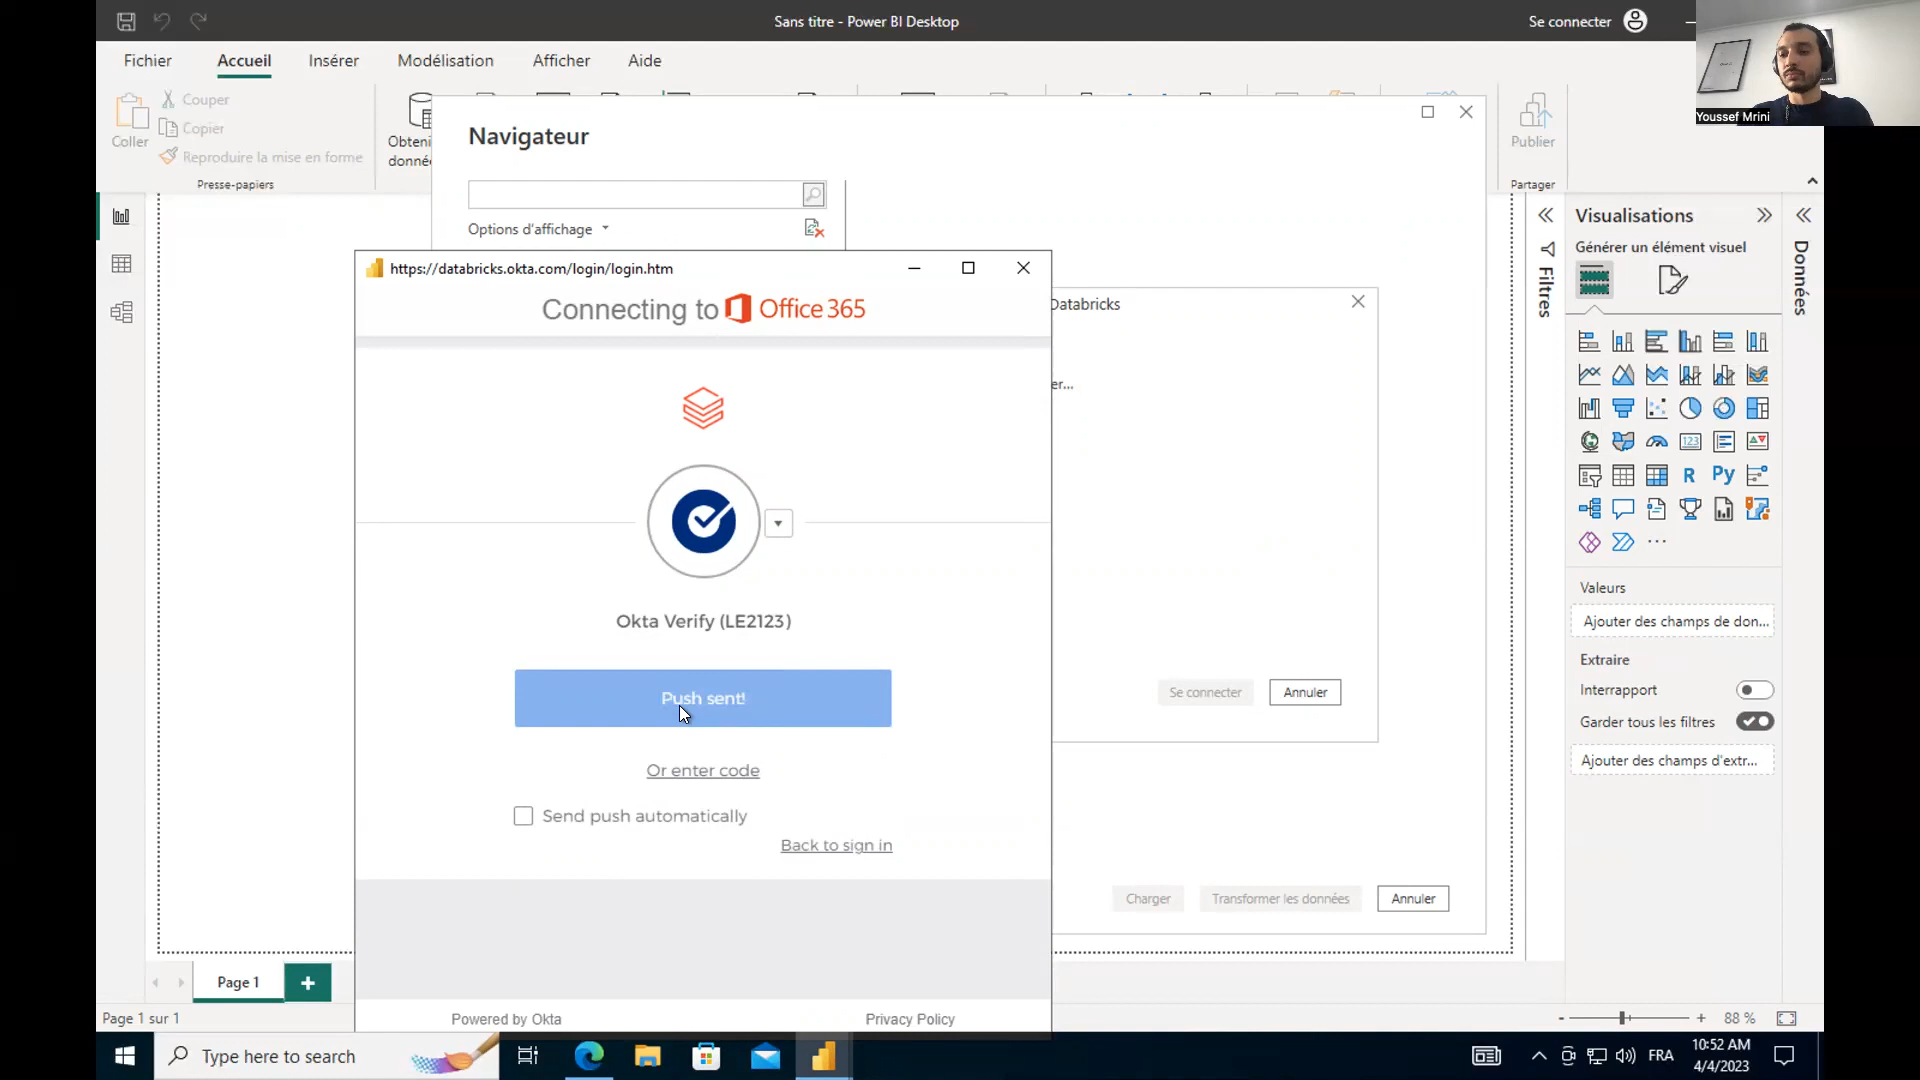 Sans titre - Power BI Desktop
Se connecter
Youssef Mrini
Fichier
Accueil
Insérer
Modélisation
Afficher
Aide
Coller
Couper
Copier
Reproduire la mise en forme
Presse-papiers
Publier
Partager
Navigateur
Options d'affichage
https://databricks.okta.com/login/login.htm
Connecting to Office 365
Okta Verify (LE2123)
Push sent!
Or enter code
Send push automatically
Back to sign in
Powered by Okta
Privacy Policy
Databricks
er...
Se connecter
Annuler
Charger
Transformer les données
Annuler
Filtres
Visualisations
Générer un élément visuel
123
R
Py
Valeurs
Ajouter des champs de don...
Extraire
Interrapport
Garder tous les filtres
Ajouter des champs d'extr...
Données
Page 1
Page 1 sur 1
88 %
Type here to search
FRA
10:52 AM
4/4/2023